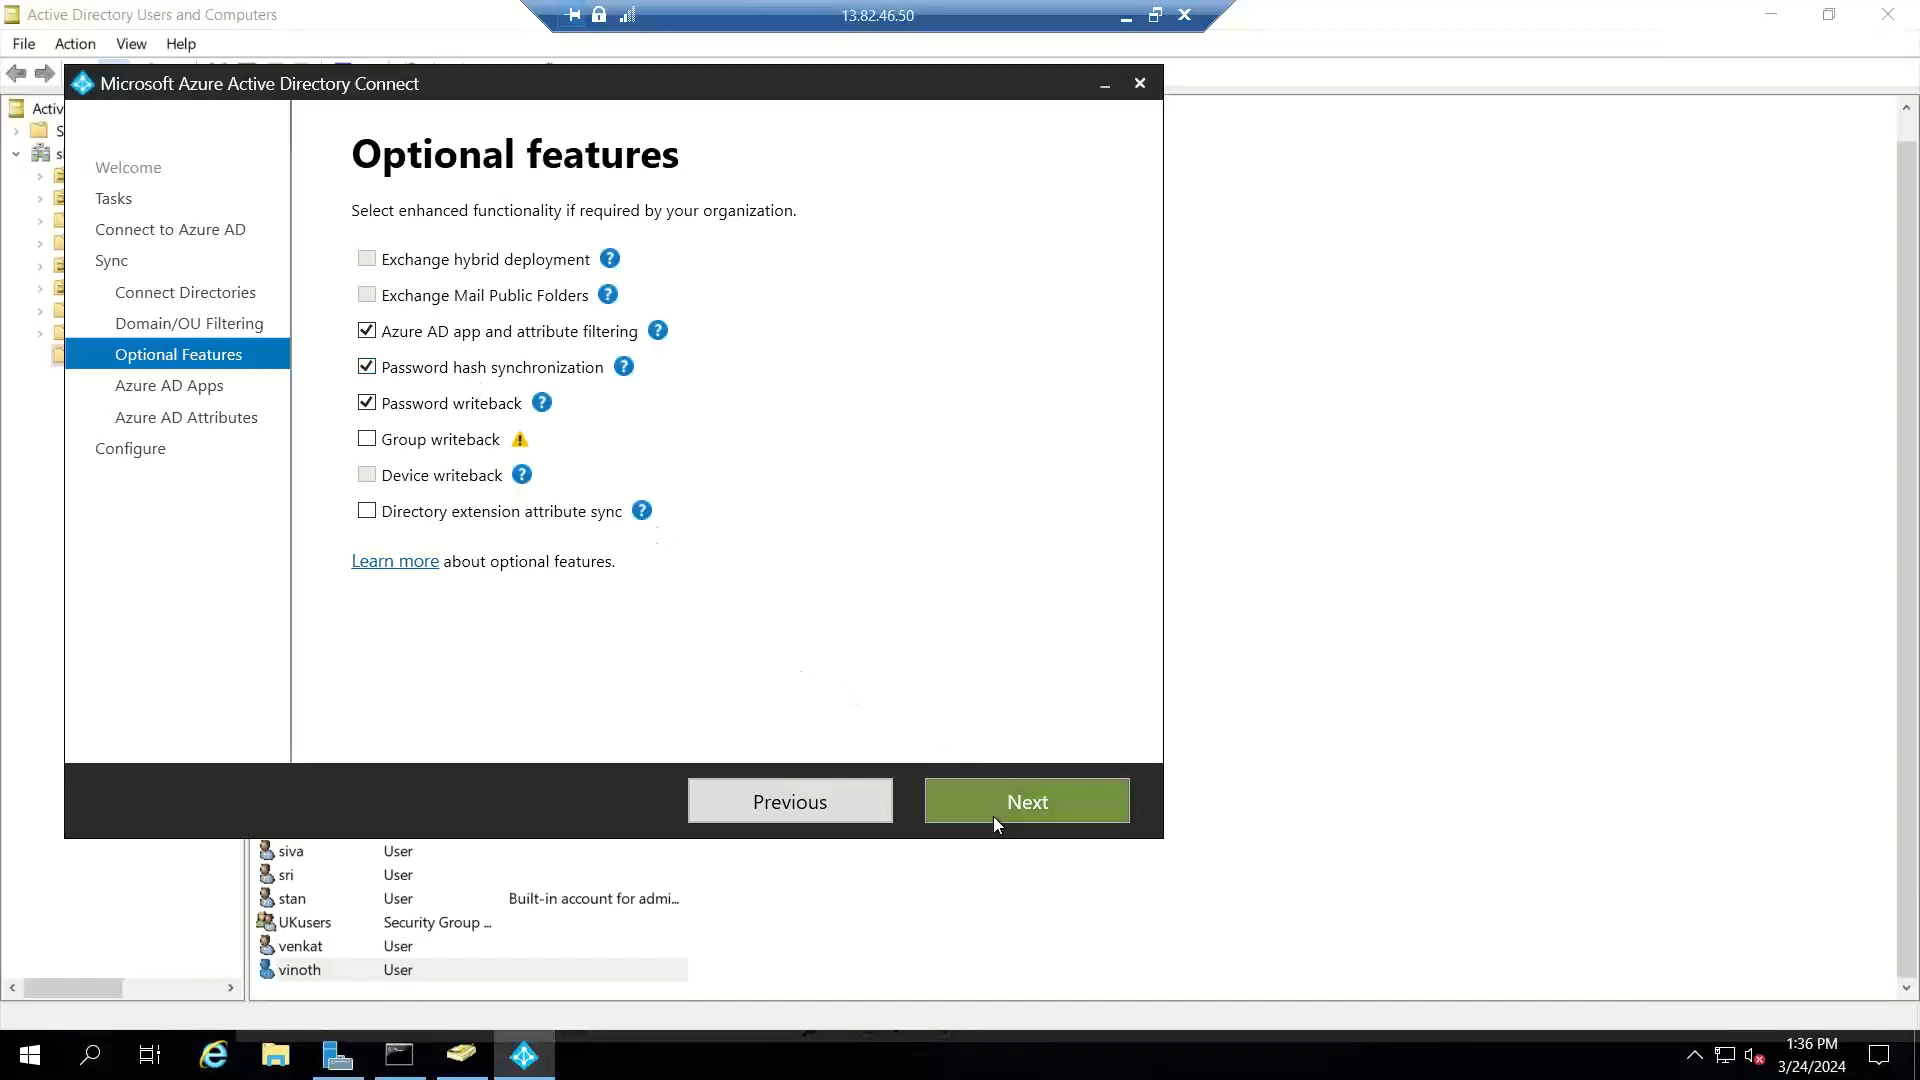 Active Directory Users and Computers
13.82.46.50
File Action View Help
Microsoft Azure Active Directory Connect
Activ
S
s
Welcome
Tasks
Connect to Azure AD
Sync
Connect Directories
Domain/OU Filtering
Optional Features
Azure AD Apps
Azure AD Attributes
Configure
Optional features
Select enhanced functionality if required by your organization.
Exchange hybrid deployment ?
Exchange Mail Public Folders ?
Azure AD app and attribute filtering ?
Password hash synchronization ?
Password writeback ?
Group writeback
Device writeback ?
Directory extension attribute sync ?
Learn more about optional features.
Previous
Next
siva User
sri User
stan User Built-in account for admi...
UKusers Security Group ...
venkat User
vinoth User
1:36 PM
3/24/2024